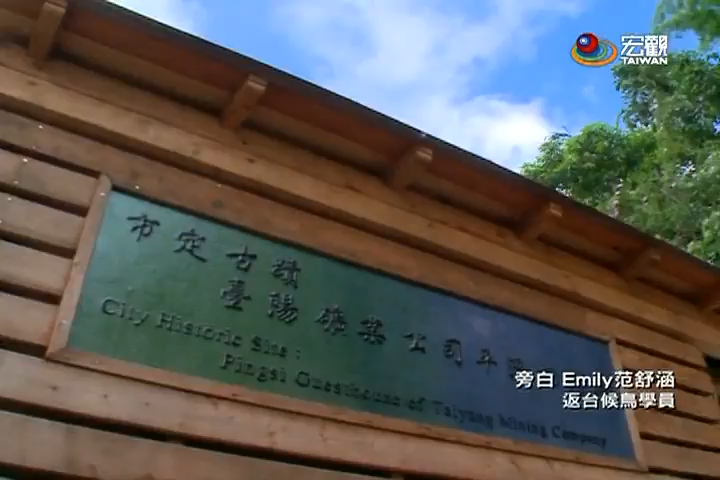 宏觀
TAIWAN
市定古蹟
臺陽礦業公司平溪
City Historic Site :
Pingsi Guesthouse of Taiyang Mining Company
旁白 Emily范舒涵
返台候鳥學員